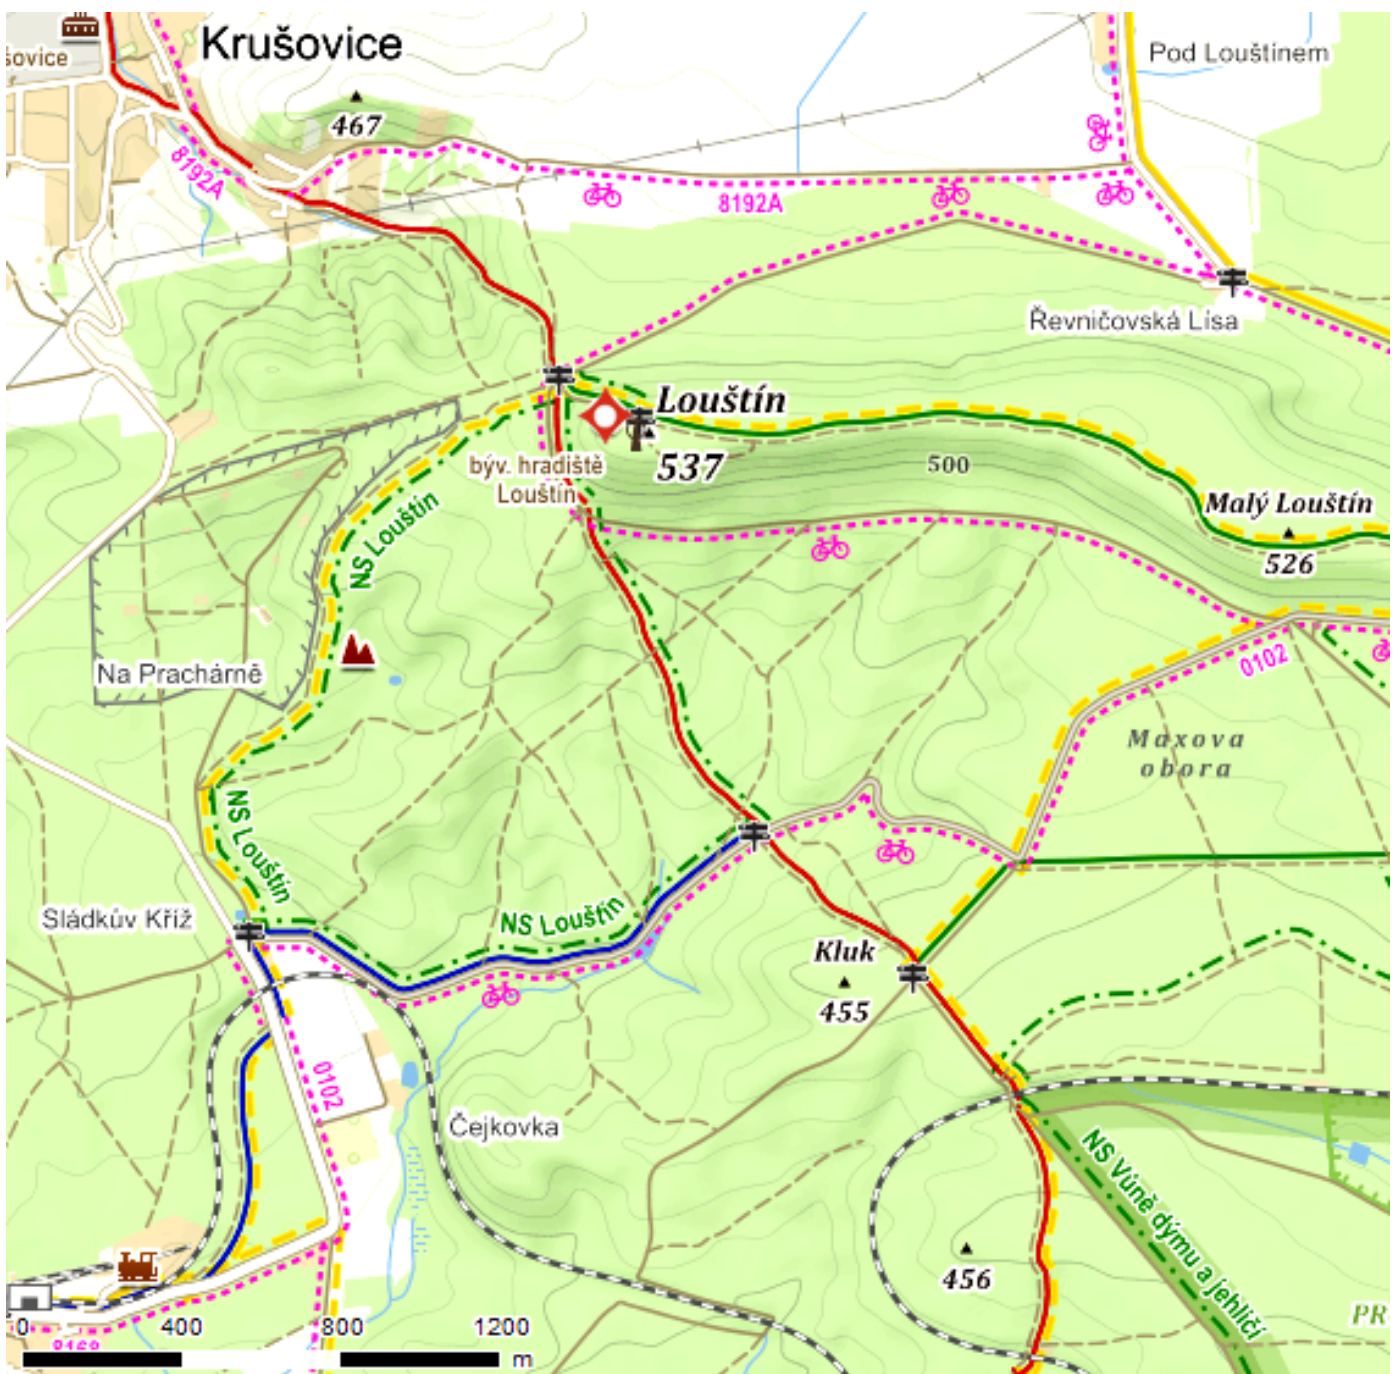 Krušovice
šovice
Pod Louštínem
467
8192A
8192A
Řevničovská Lísa
Louštín
býv. hradiště
Louštín
537
500
Malý Louštín
526
NS Louštín
Na Prachárně
0102
Maxova
obora
NS Louštín
Sládkův Kříž
NS Louštín
Kluk
455
0102
Čejkovka
NS Vůně dýmu a jehličí
456
PR
0 400 800 1200
m